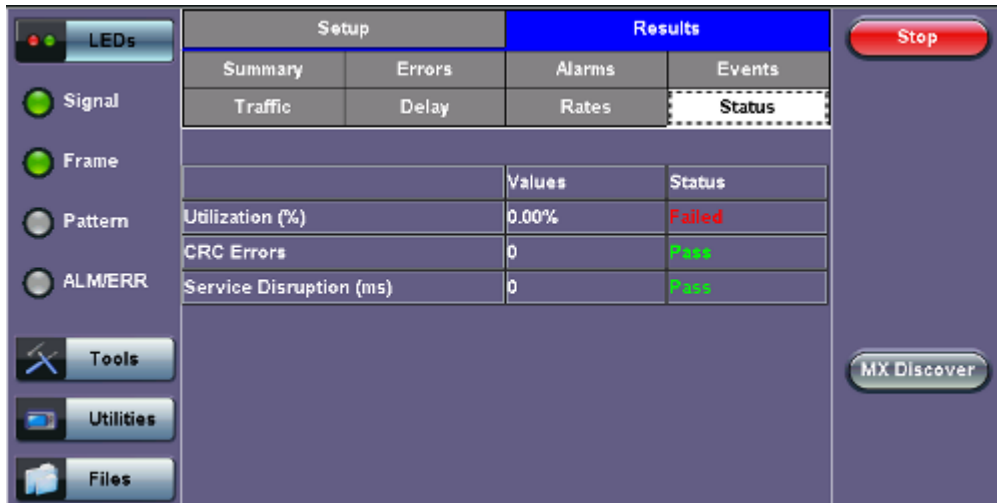 LEDs
Setup
Results
Stop
Summary
Errors
Alarms
Events
Signal
Traffic
Delay
Rates
Status
Frame
Values
Status
Pattern
Utilization (%)
0.00%
Failed
CRC Errors
0
Pass
ALM/ERR
Service Disruption (ms)
0
Pass
Tools
MX Discover
Utilities
Files